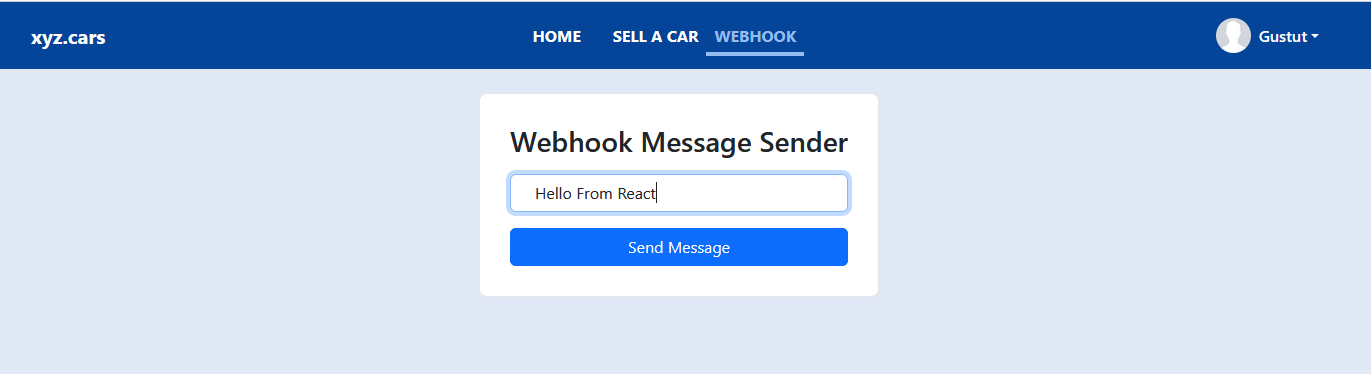 xyz.cars HOME SELL A CAR WEBHOOK Gustut
Webhook Message Sender
Hello From React
Send Message